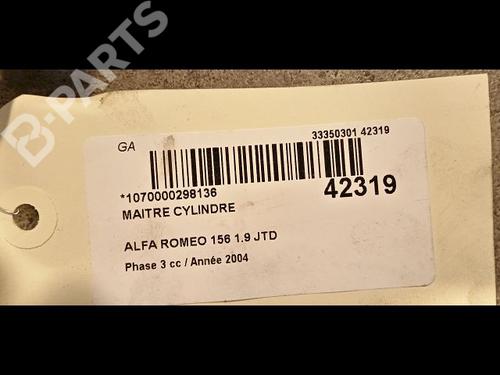 B-PARTS
GA
33350301 42319
*1070000298136
42319
MAITRE CYLINDRE
ALFA ROMEO 156 1.9 JTD
Phase 3 cc / Année 2004